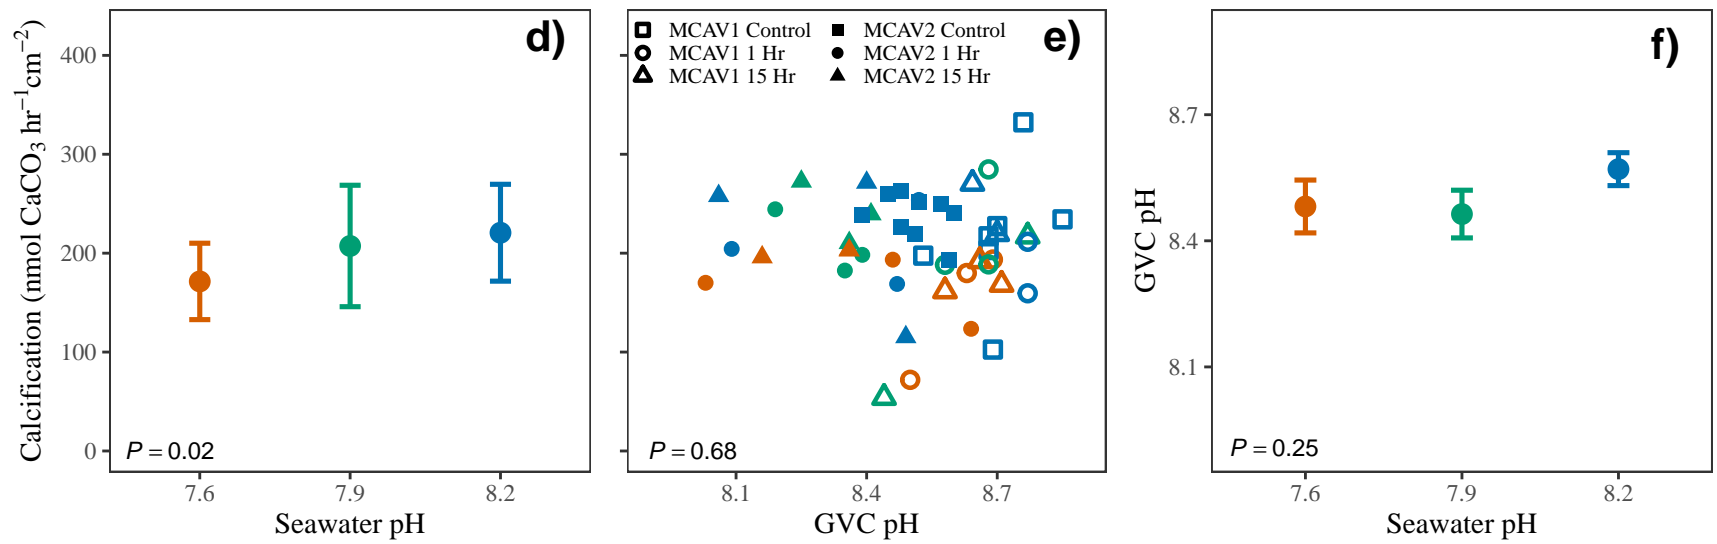 Calcification (nmol CaCO₃ hr⁻¹cm⁻²)
400
300
200
100
0
d)
P = 0.02
7.6 7.9 8.2
Seawater pH
MCAV1 Control MCAV2 Control
MCAV1 1 Hr MCAV2 1 Hr
MCAV1 15 Hr MCAV2 15 Hr
e)
P = 0.68
8.1 8.4 8.7
GVC pH
GVC pH
8.7
8.4
8.1
f)
P = 0.25
7.6 7.9 8.2
Seawater pH